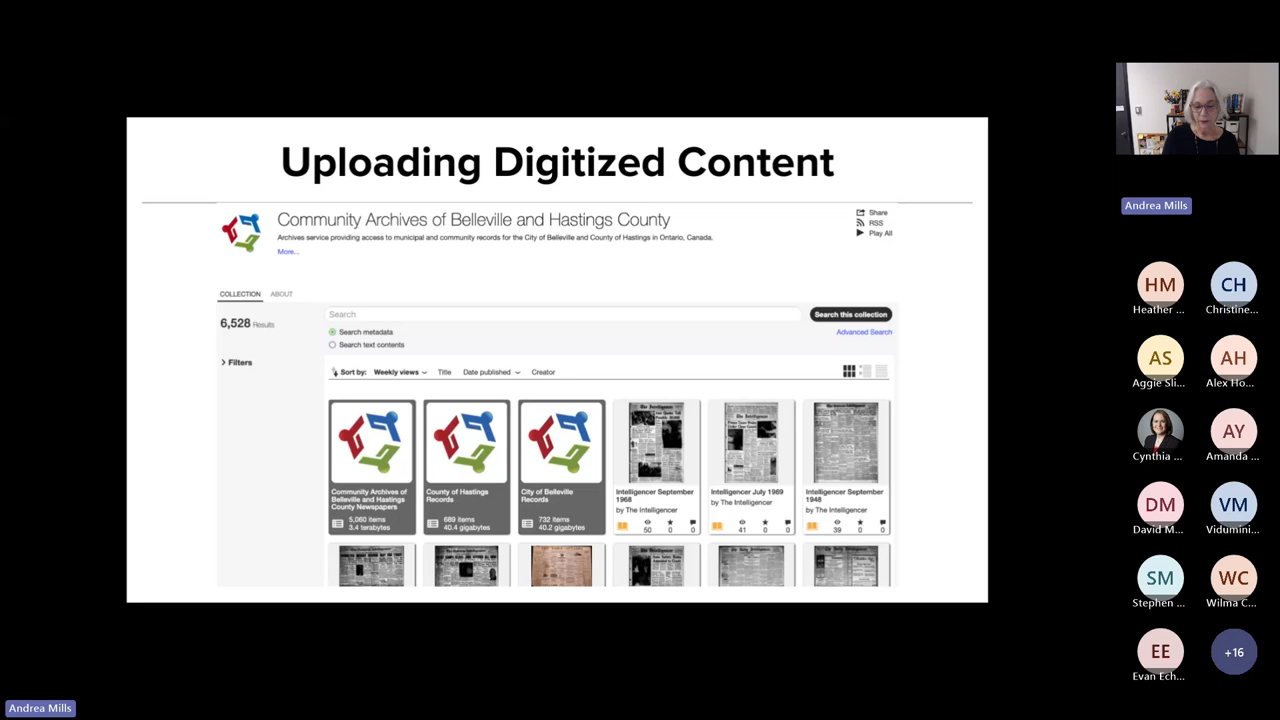 Uploading Digitized Content
Community Archives of Belleville and Hastings County
Archives service providing access to municipal and community records for the City of Belleville and County of Hastings in Ontario, Canada.
More...
Share
RSS
Play All
COLLECTION ABOUT
6,528 Results
Filters
Search
Search this collection
Search metadata
Search text contents
Advanced Search
Sort by: Weekly views Title Date published Creator
Community Archives of
Belleville and Hastings
County Newspapers
5,060 items
3.4 terabytes
County of Hastings
Records
689 items
40.4 gigabytes
City of Belleville
Records
732 items
40.2 gigabytes
Intelligencer September
1968
by The Intelligencer
50 0 0
Intelligencer July 1969
by The Intelligencer
41 0 0
Intelligencer September
1948
by The Intelligencer
39 0 0
Andrea Mills
HM
Heather ...
CH
Christine...
AS
Aggie Sli...
AH
Alex Ho...
Cynthia ...
AY
Amanda ...
DM
David M...
VM
Vidumini...
SM
Stephen ...
WC
Wilma C...
EE
Evan Ech...
+16
Andrea Mills